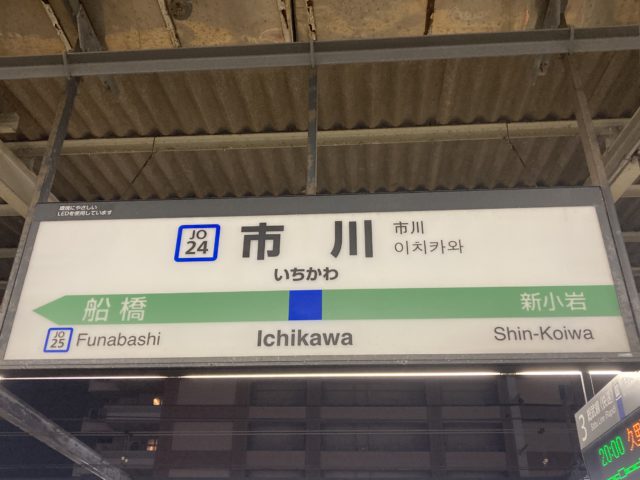 環境にやさしい
LEDを使用しています
JO
24
市川
市川
이치카와
いちかわ
船橋
新小岩
JO
25
Funabashi
Ichikawa
Shin-Koiwa
3
20:00